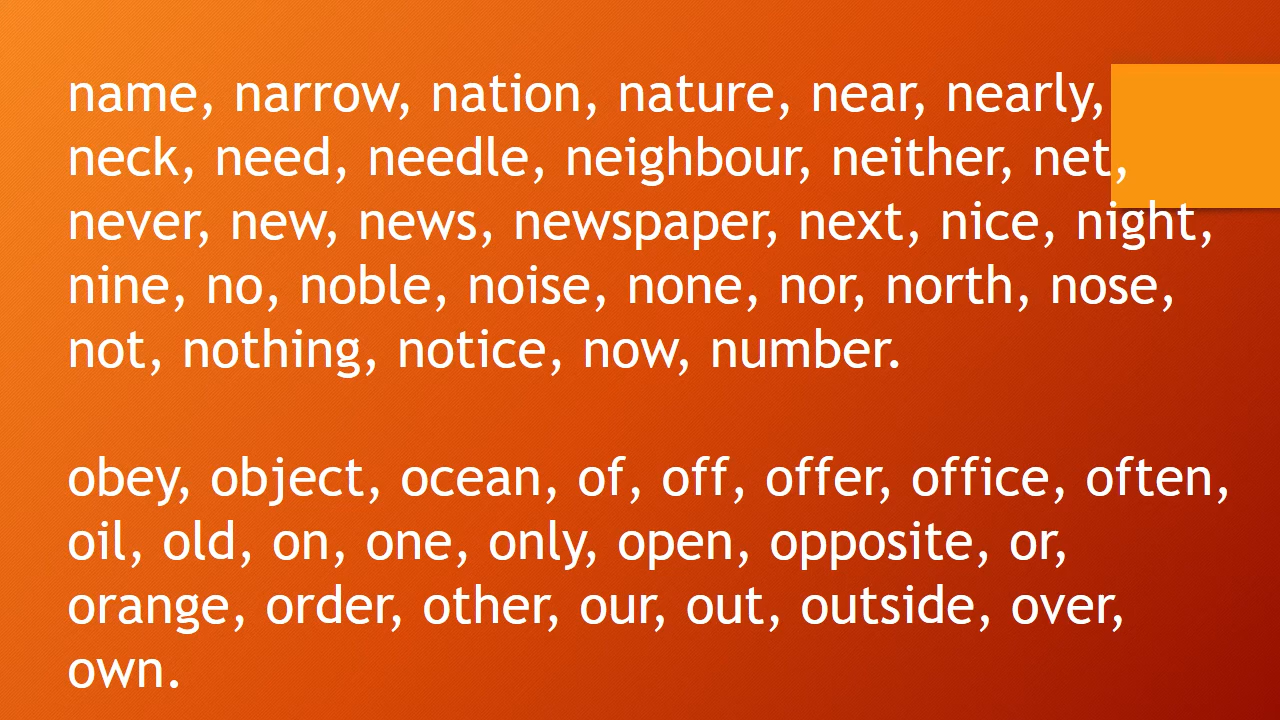 name, narrow, nation, nature, near, nearly,
neck, need, needle, neighbour, neither, net,
never, new, news, newspaper, next, nice, night,
nine, no, noble, noise, none, nor, north, nose,
not, nothing, notice, now, number.
obey, object, ocean, of, off, offer, office, often,
oil, old, on, one, only, open, opposite, or,
orange, order, other, our, out, outside, over,
own.